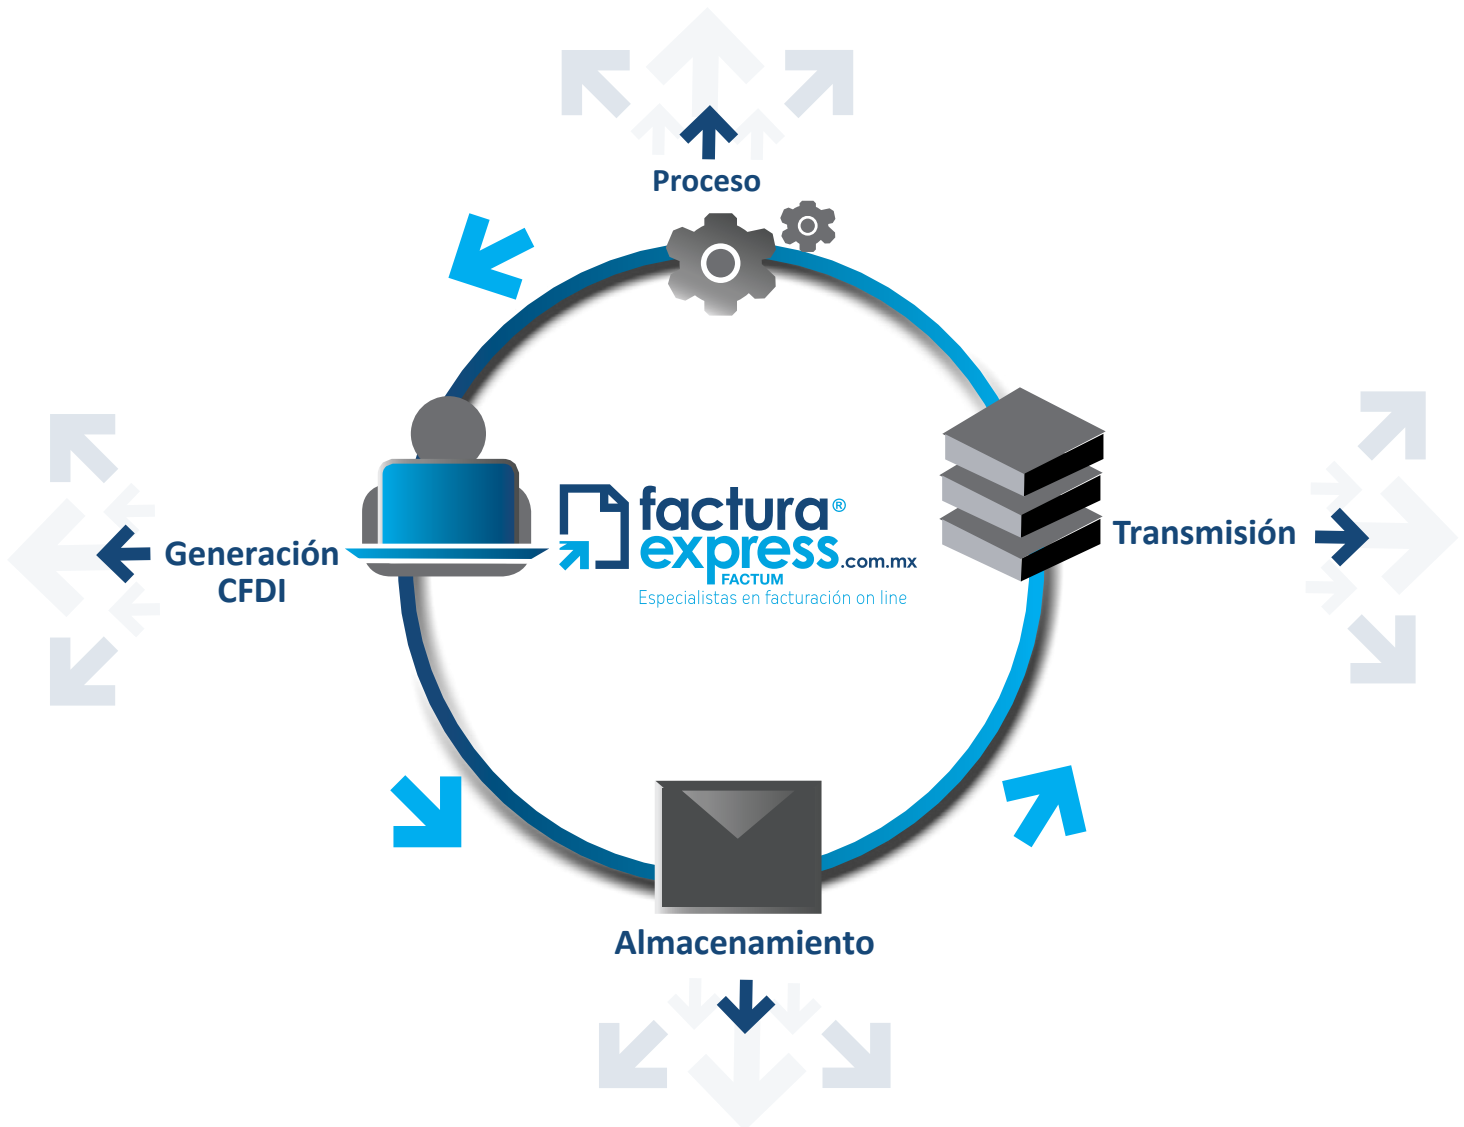 Proceso
Generación
CFDI
factura®
express.com.mx
FACTUM
Especialistas en facturación on line
Transmisión
Almacenamiento